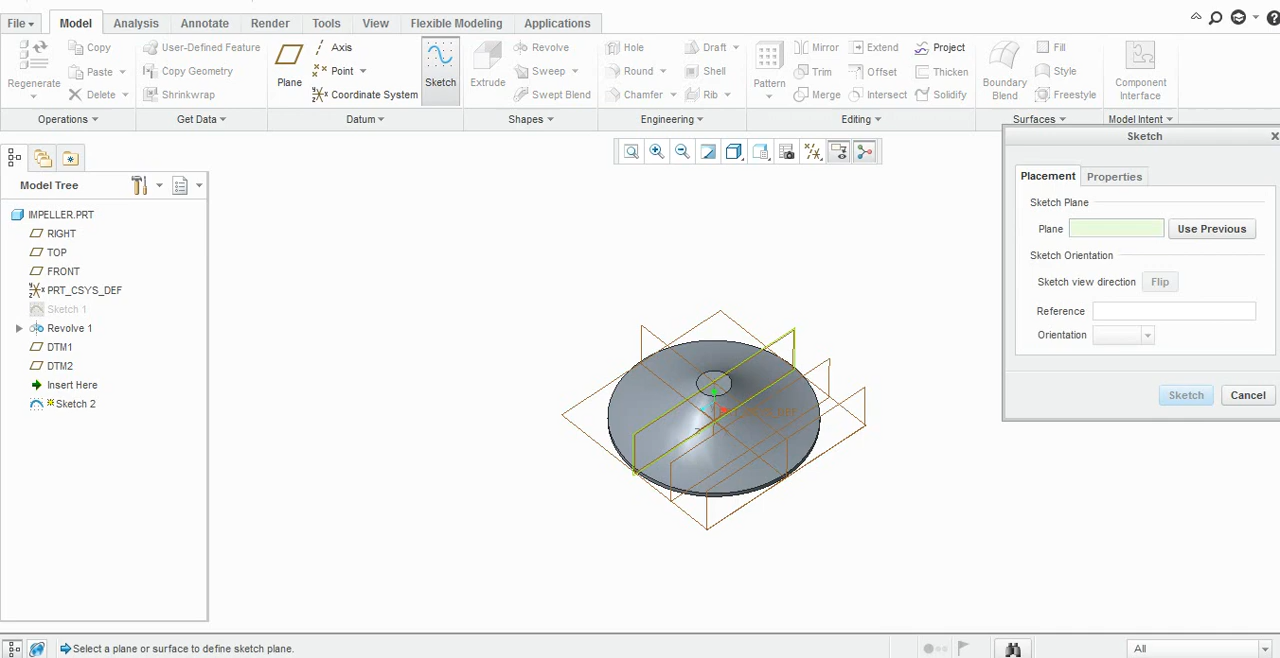 File Model Analysis Annotate Render Tools View Flexible Modeling Applications
Regenerate
Copy
Paste
Delete
User-Defined Feature
Copy Geometry
Shrinkwrap
Plane
Axis
Point
Coordinate System
Sketch
Extrude
Revolve
Sweep
Swept Blend
Hole
Round
Chamfer
Draft
Shell
Rib
Pattern
Mirror
Trim
Merge
Extend
Offset
Intersect
Project
Thicken
Solidify
Boundary
Blend
Fill
Style
Freestyle
Component
Interface
Operations Get Data Datum Shapes Engineering Editing Surfaces Model Intent
Model Tree
IMPELLER.PRT
RIGHT
TOP
FRONT
PRT_CSYS_DEF
Sketch 1
Revolve 1
DTM1
DTM2
Insert Here
Sketch 2
Sketch
Placement Properties
Sketch Plane
Plane Use Previous
Sketch Orientation
Sketch view direction Flip
Reference
Orientation
Sketch Cancel
Select a plane or surface to define sketch plane.
All